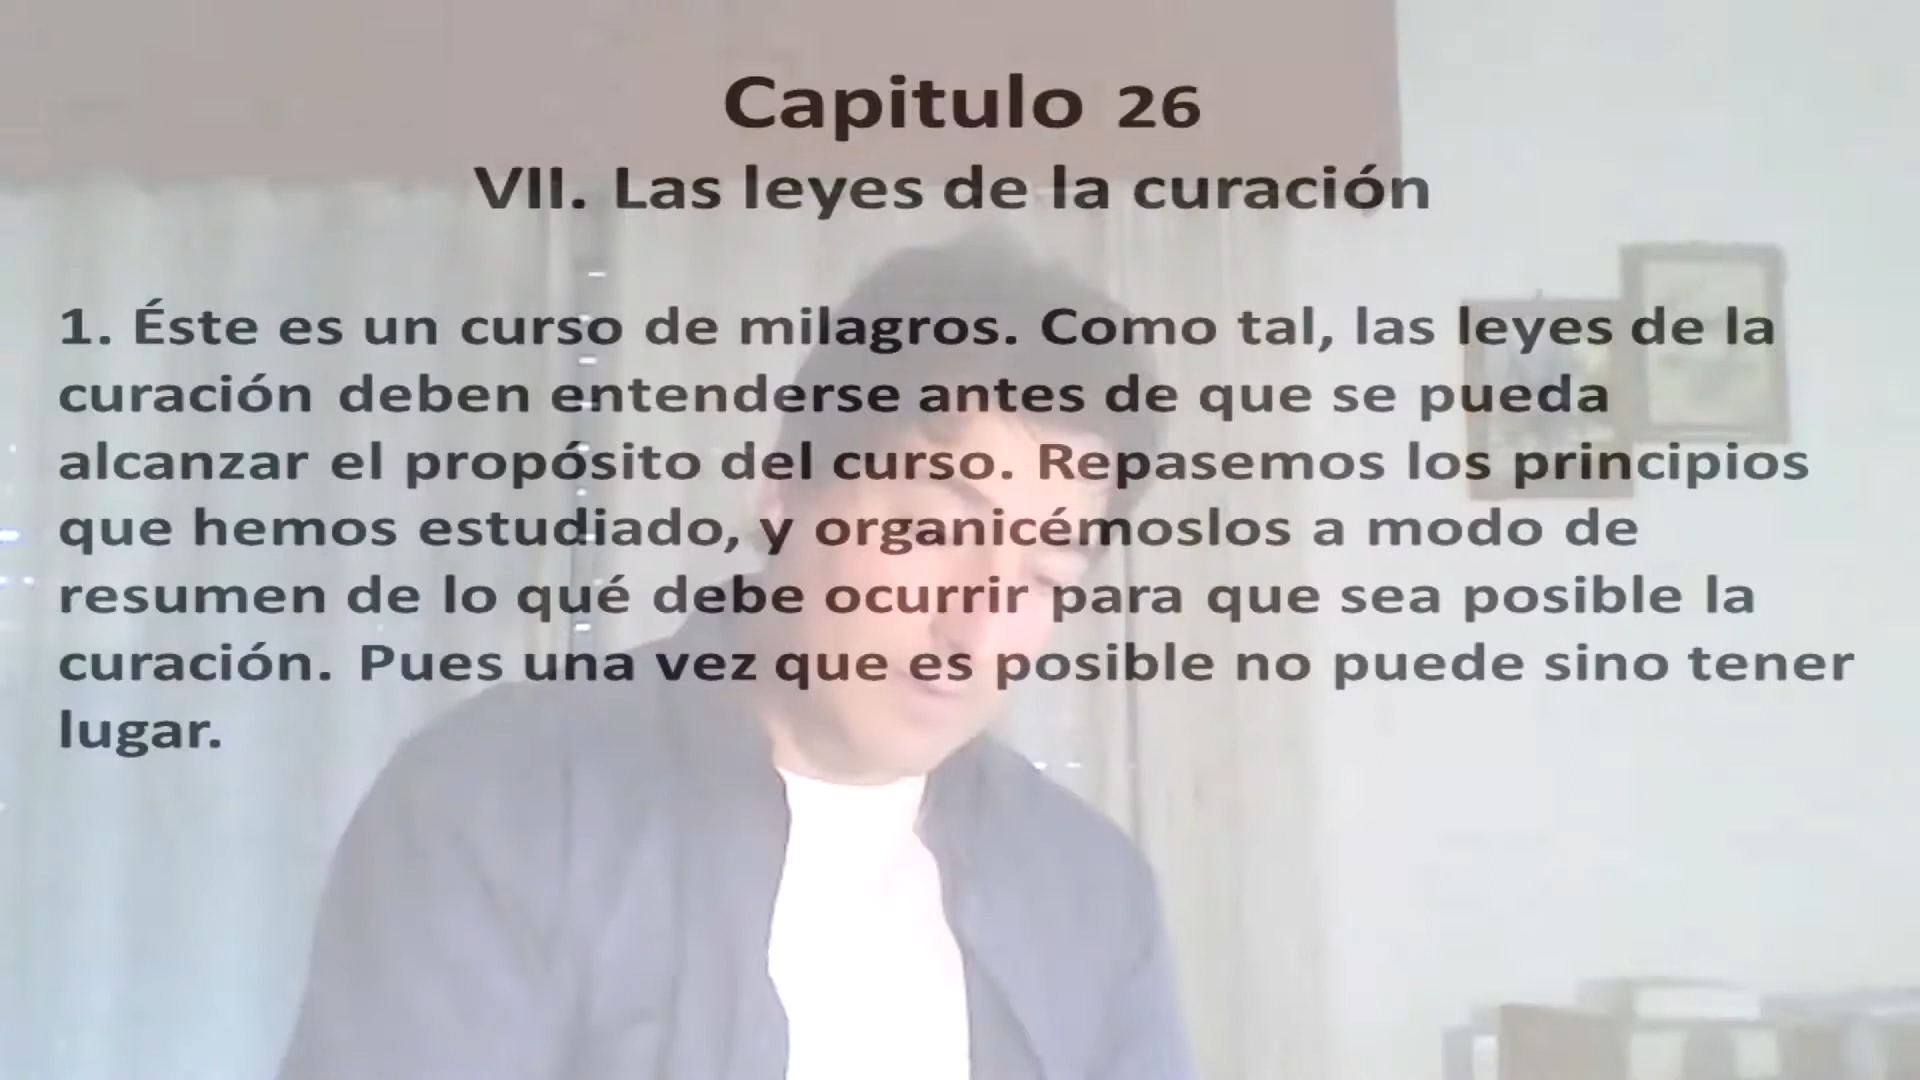 Capitulo 26
VII. Las leyes de la curación
1. Éste es un curso de milagros. Como tal, las leyes de la
curación deben entenderse antes de que se pueda
alcanzar el propósito del curso. Repasemos los principios
que hemos estudiado, y organicémoslos a modo de
resumen de lo qué debe ocurrir para que sea posible la
curación. Pues una vez que es posible no puede sino tener
lugar.